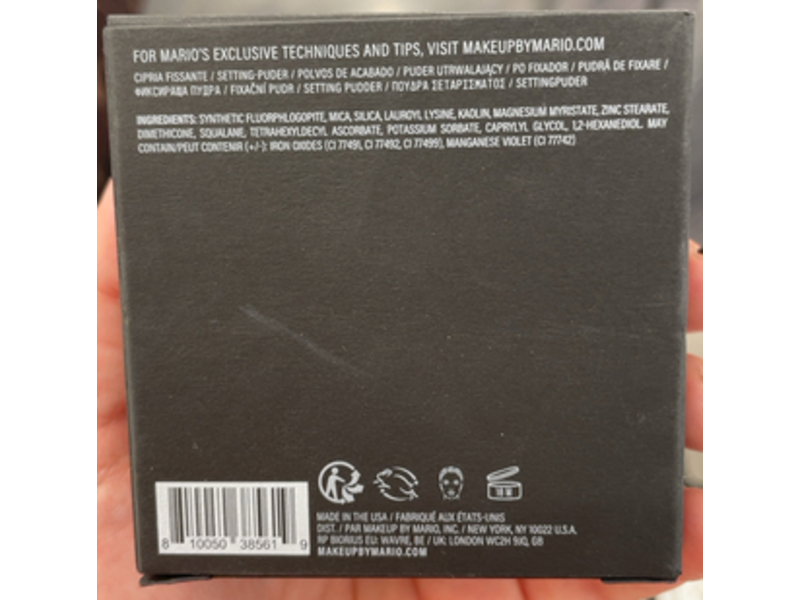 FOR MARIO'S EXCLUSIVE TECHNIQUES AND TIPS, VISIT MAKEUPBYMARIO.COM
CIPRIA FISSANTE / SETTING-PUDER / POLVOS DE ACABADO / PUDER UTRWALAJĄCY / PO FIXADOR / PUDRĂ DE FIXARE /
ФИКСИРАЩА ПУДРА / FIXAČNÍ PUDR / SETTING PUDDER / ΠΟΥΔΡΑ ΣΕΤΑΡΙΣΜΑΤΟΣ / SETTINGPUDER
INGREDIENTS: SYNTHETIC FLUORPHLOGOPITE, MICA, SILICA, LAUROYL LYSINE, KAOLIN, MAGNESIUM MYRISTATE, ZINC STEARATE,
DIMETHICONE, SQUALANE, TETRAHEXYLDECYL ASCORBATE, POTASSIUM SORBATE, CAPRYLYL GLYCOL, 1,2-HEXANEDIOL. MAY
CONTAIN/PEUT CONTENIR (+/-): IRON OXIDES (CI 77491, CI 77492, CI 77499), MANGANESE VIOLET (CI 77742)
8 10050 38561 9
MADE IN THE USA / FABRIQUÉ AUX ÉTATS-UNIS
DIST. / PAR MAKEUP BY MARIO, INC. / NEW YORK, NY 10022 U.S.A.
RP BIORIUS EU: WAVRE, BE / UK: LONDON WC2H 9JQ, GB
MAKEUPBYMARIO.COM